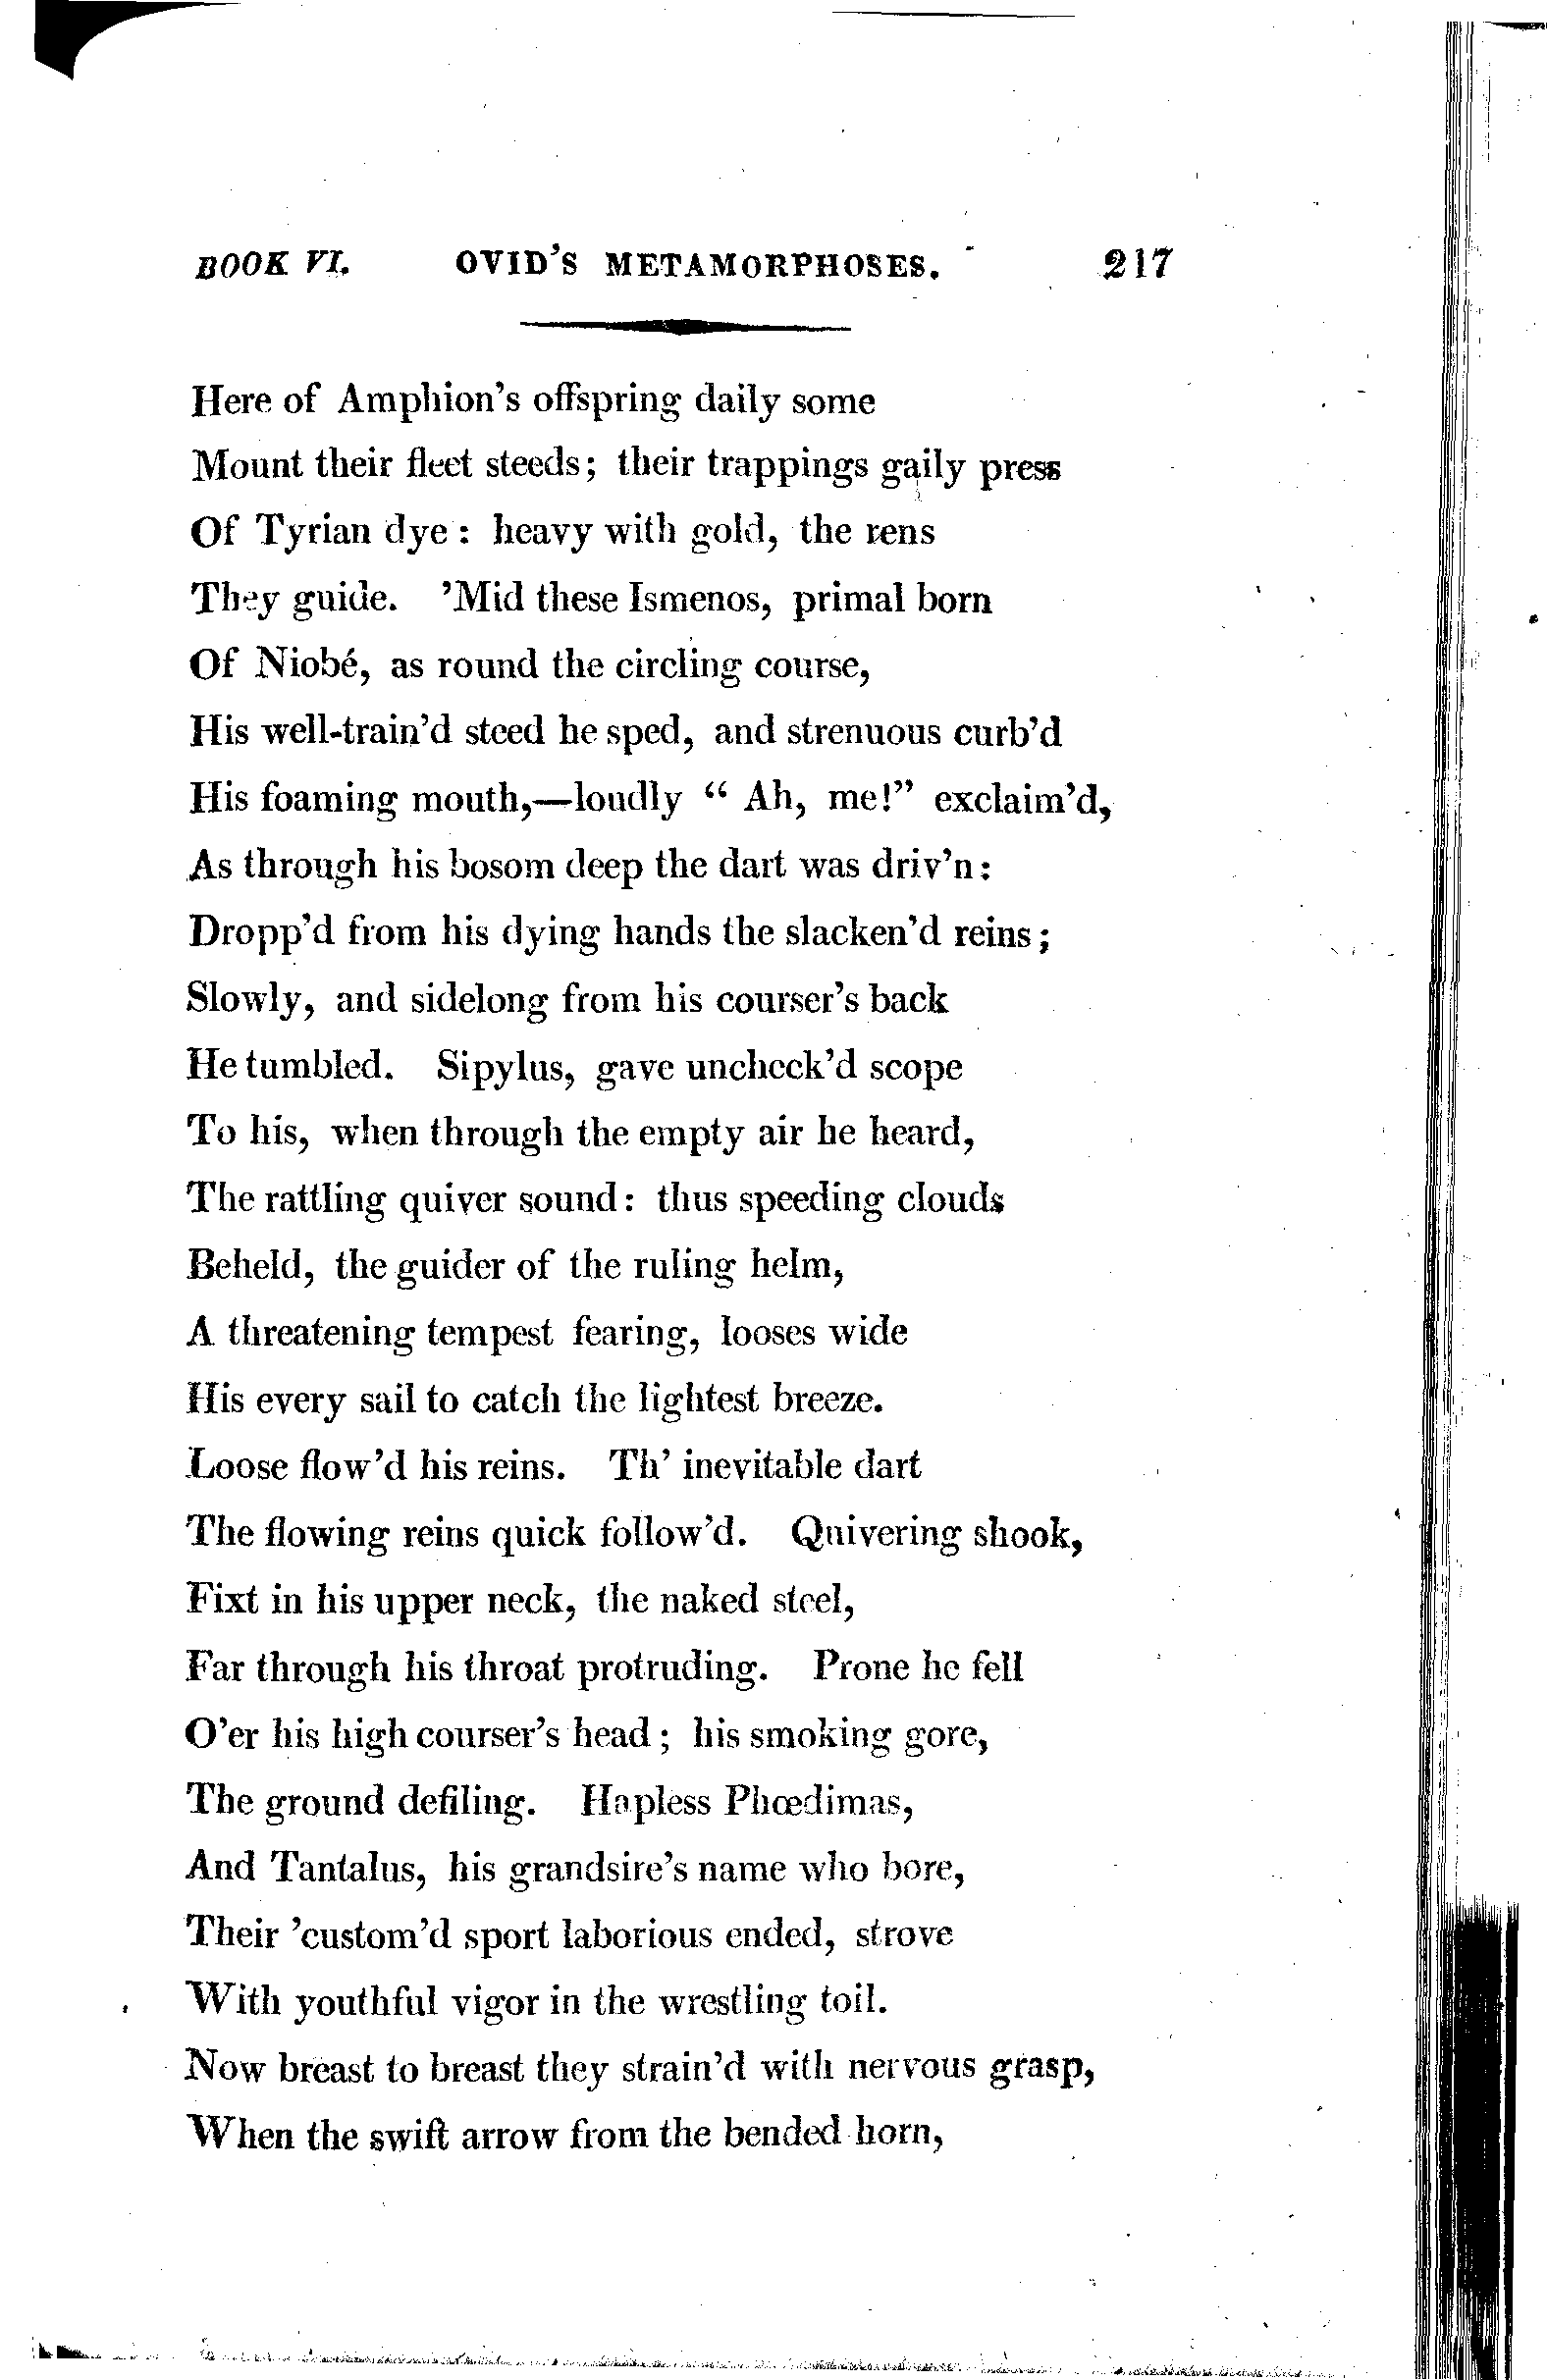 BOOK VI. OVID'S METAMORPHOSES. 217
Here of Amphion's offspring daily some
Mount their fleet steeds; their trappings gaily press
Of Tyrian dye: heavy with gold, the rens
They guide. 'Mid these Ismenos, primal born
Of Niobé, as round the circling course,
His well-train'd steed he sped, and strenuous curb'd
His foaming mouth,—loudly “ Ah, me!” exclaim'd,
As through his bosom deep the dart was driv'n:
Dropp'd from his dying hands the slacken'd reins;
Slowly, and sidelong from his courser's back
He tumbled. Sipylus, gave uncheck'd scope
To his, when through the empty air he heard,
The rattling quiver sound: thus speeding clouds
Beheld, the guider of the ruling helm,
A threatening tempest fearing, looses wide
His every sail to catch the lightest breeze.
Loose flow'd his reins. Th' inevitable dart
The flowing reins quick follow'd. Quivering shook,
Fixt in his upper neck, the naked steel,
Far through his throat protruding. Prone he fell
O'er his high courser's head; his smoking gore,
The ground defiling. Hapless Phœdimas,
And Tantalus, his grandsire's name who bore,
Their 'custom'd sport laborious ended, strove
With youthful vigor in the wrestling toil.
Now breast to breast they strain'd with nervous grasp,
When the swift arrow from the bended horn,